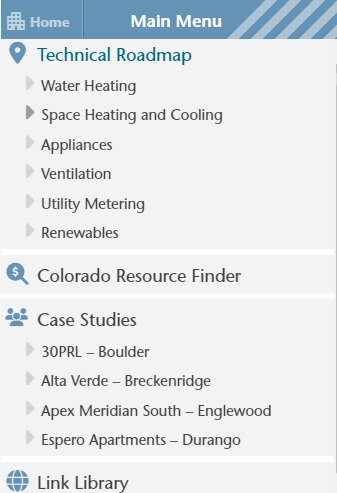 Home
Main Menu
Technical Roadmap
Water Heating
Space Heating and Cooling
Appliances
Ventilation
Utility Metering
Renewables
$
Colorado Resource Finder
Case Studies
30PRL – Boulder
Alta Verde – Breckenridge
Apex Meridian South – Englewood
Espero Apartments – Durango
Link Library